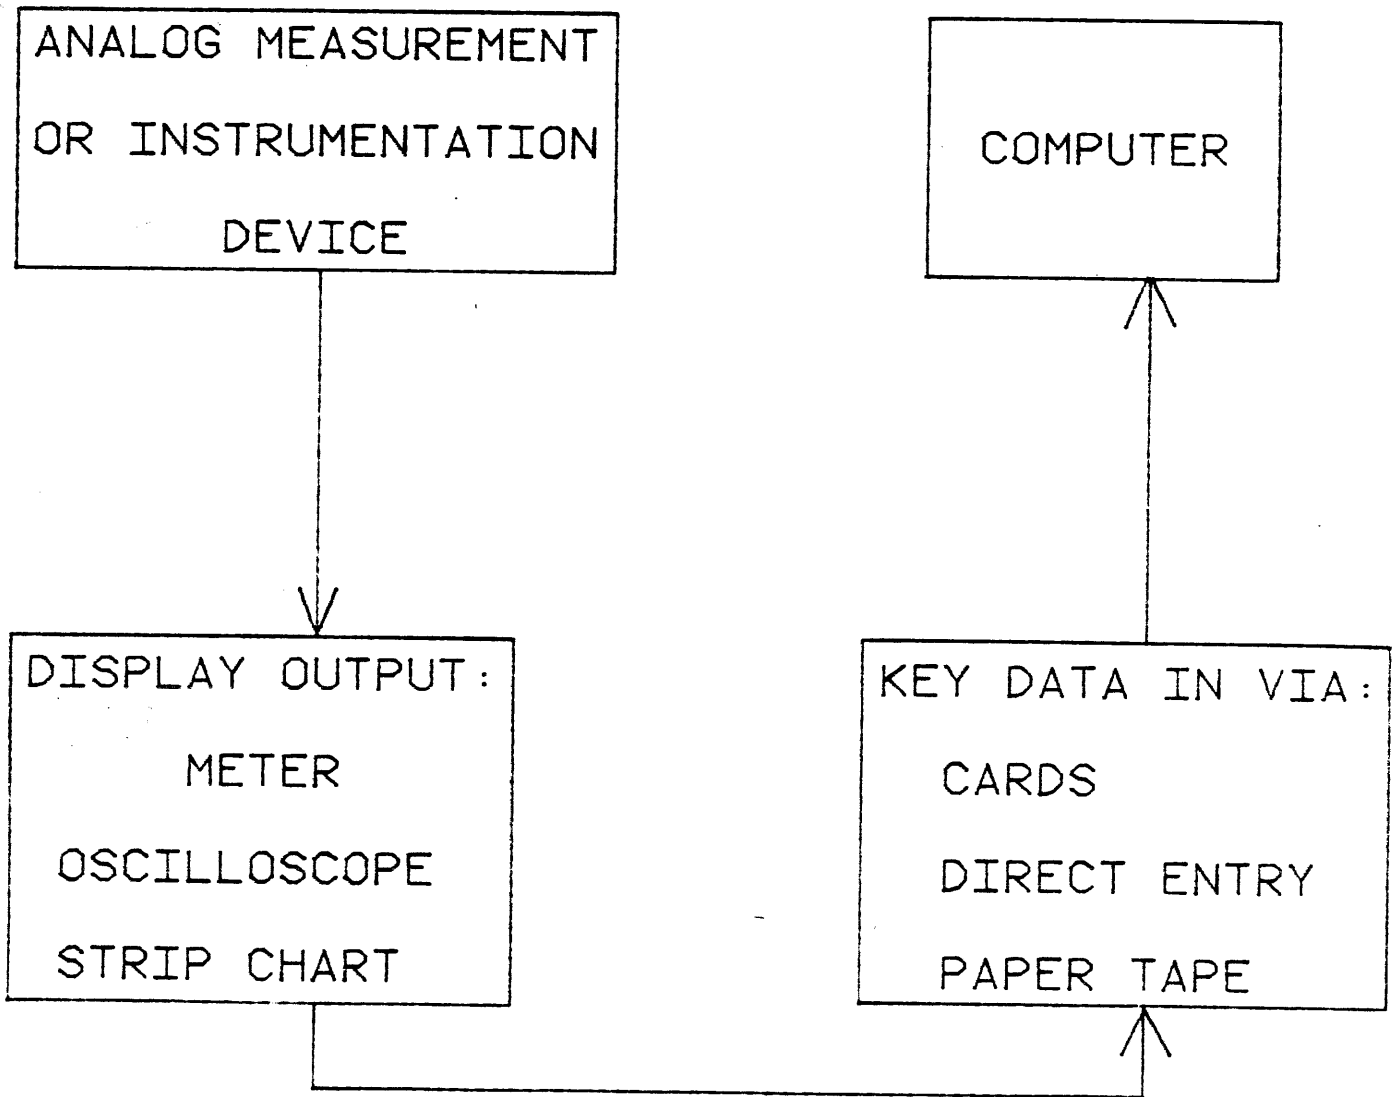 ANALOG MEASUREMENT
OR INSTRUMENTATION
DEVICE
COMPUTER
DISPLAY OUTPUT:
METER
OSCILLOSCOPE
STRIP CHART
KEY DATA IN VIA:
CARDS
DIRECT ENTRY
PAPER TAPE